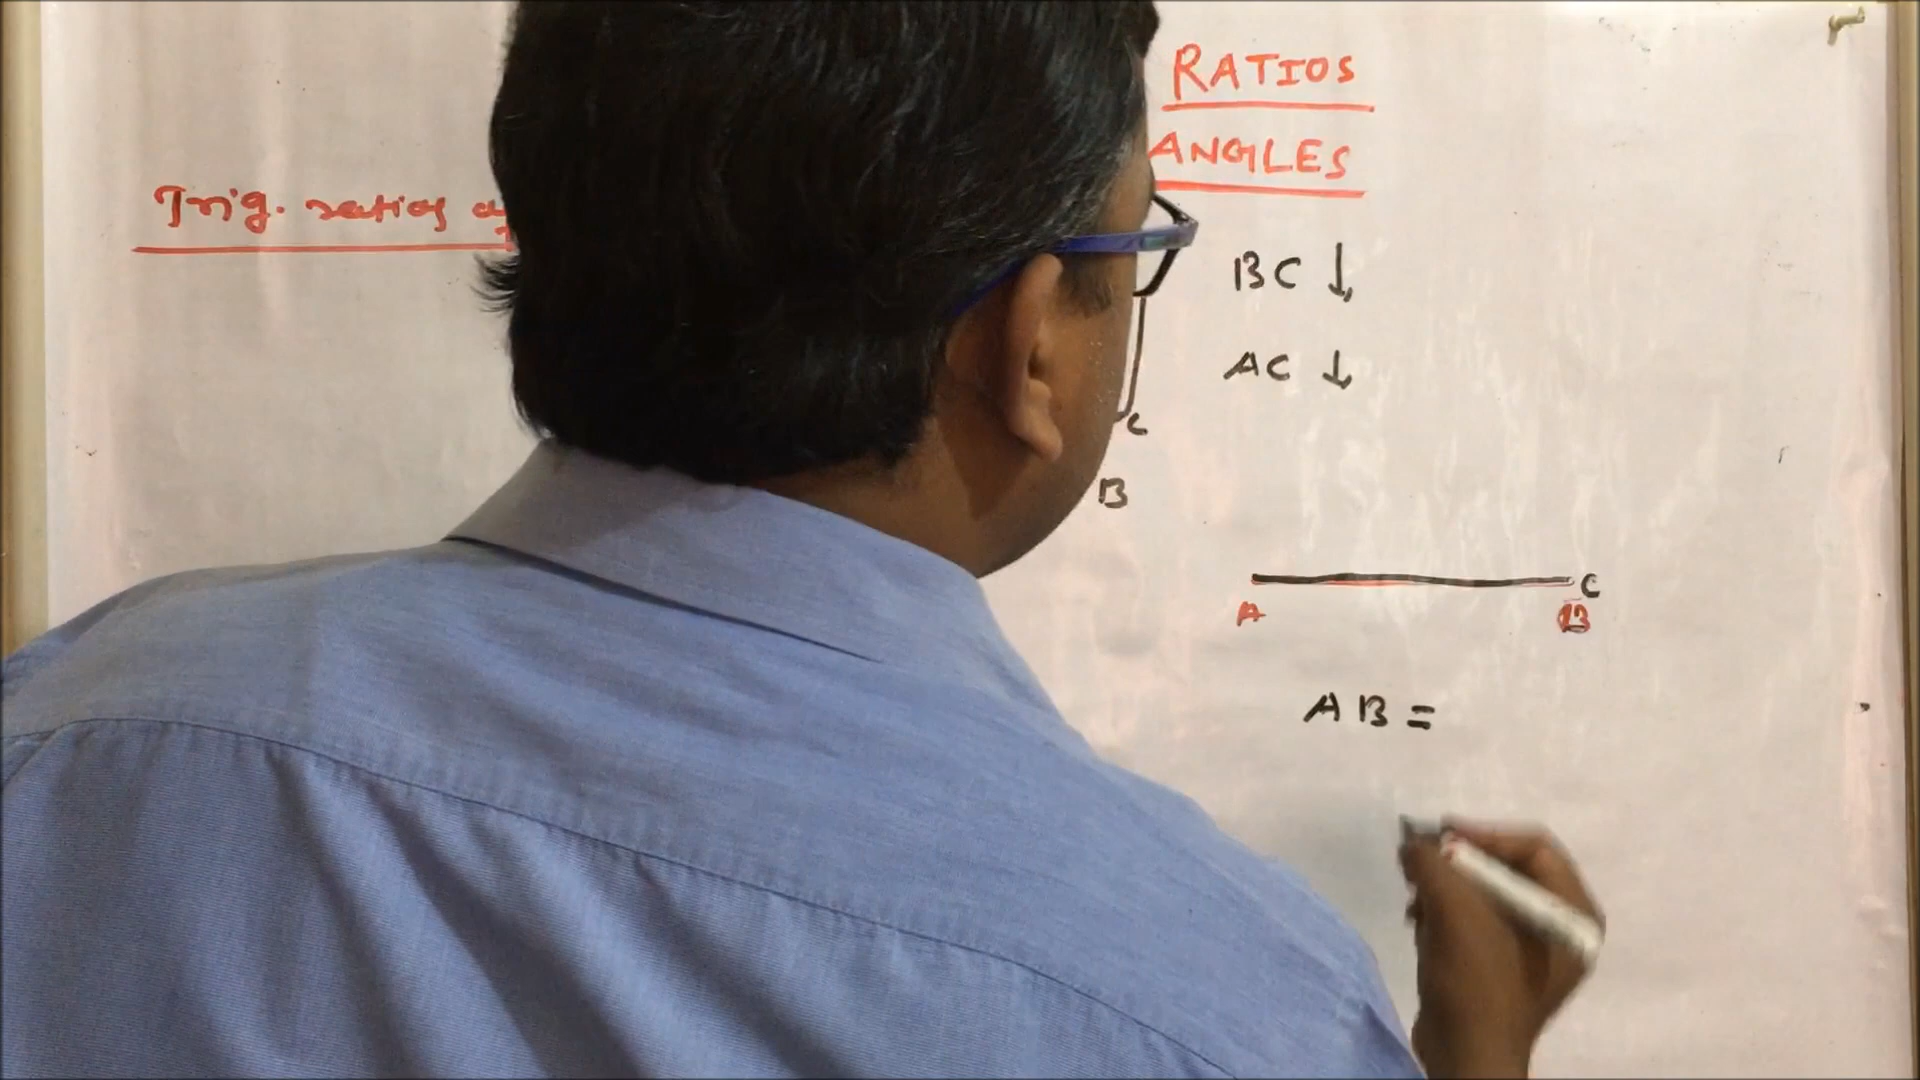 RATIOS
ANGLES
Trig. ratios
BC ↓
AC ↓
C
B
C
A B
AB =